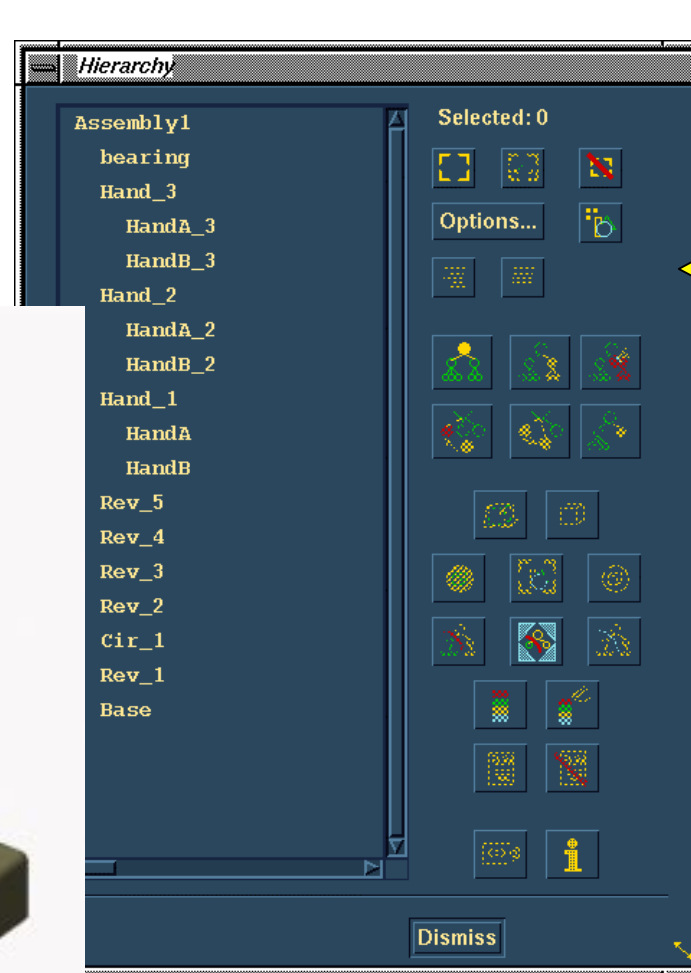 Hierarchy
Assembly1
bearing
Hand_3
HandA_3
HandB_3
Hand_2
HandA_2
HandB_2
Hand_1
HandA
HandB
Rev_5
Rev_4
Rev_3
Rev_2
Cir_1
Rev_1
Base
Selected: 0
Options...
Dismiss